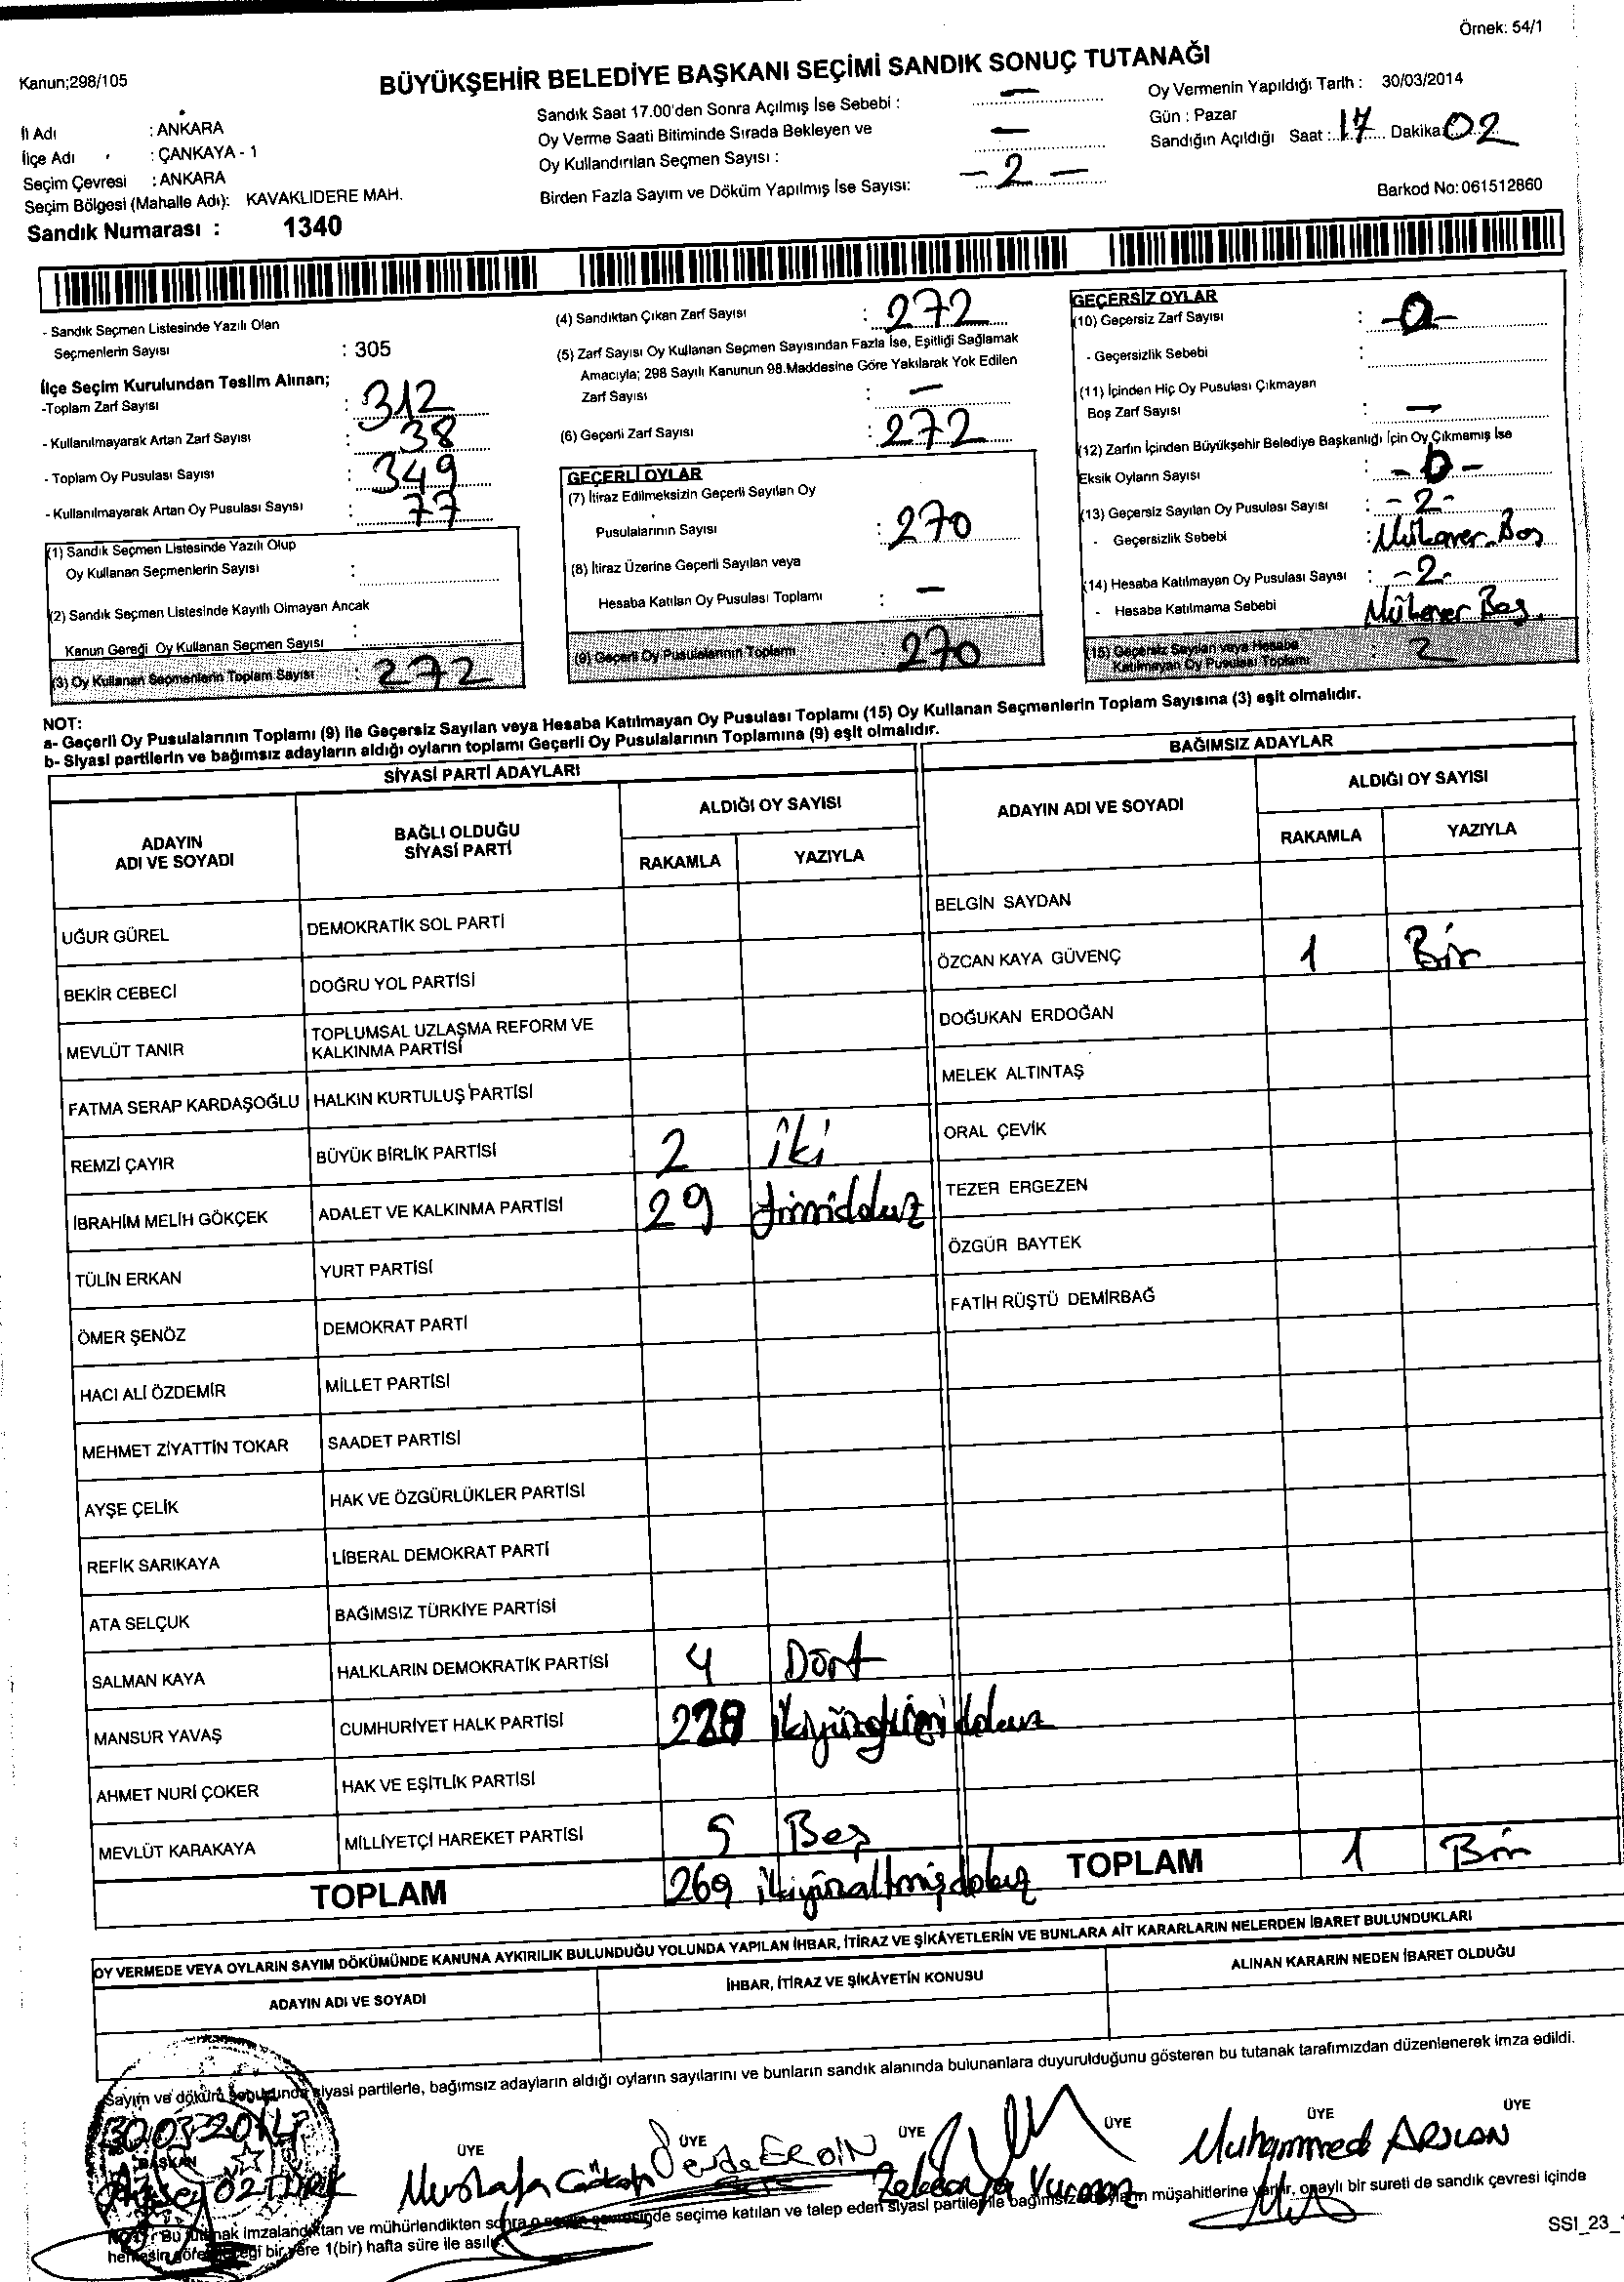 Örnek: 54/1
Kanun;298/105
BÜYÜKŞEHİR BELEDİYE BAŞKANI SEÇİMİ SANDIK SONUÇ TUTANAĞI
İl Adı : ANKARA
İlçe Adı : ÇANKAYA - 1
Seçim Çevresi : ANKARA
Seçim Bölgesi (Mahalle Adı): KAVAKLIDERE MAH.
Sandık Numarası : 1340
Sandık Saat 17.00'den Sonra Açılmış İse Sebebi : —
Oy Verme Saati Bitiminde Sırada Bekleyen ve
Oy Kullandırılan Seçmen Sayısı : —
Birden Fazla Sayım ve Döküm Yapılmış İse Sayısı: - 2 -
Oy Vermenin Yapıldığı Tarih : 30/03/2014
Gün : Pazar
Sandığın Açıldığı Saat : 17 Dakika 02
Barkod No: 061512860
- Sandık Seçmen Listesinde Yazılı Olan
Seçmenlerin Sayısı : 305
İlçe Seçim Kurulundan Teslim Alınan;
-Toplam Zarf Sayısı : 312
- Kullanılmayarak Artan Zarf Sayısı : 38
- Toplam Oy Pusulası Sayısı : 349
- Kullanılmayarak Artan Oy Pusulası Sayısı : 77
(1) Sandık Seçmen Listesinde Yazılı Olup
Oy Kullanan Seçmenlerin Sayısı :
(2) Sandık Seçmen Listesinde Kayıtlı Olmayan Ancak
Kanun Gereği Oy Kullanan Seçmen Sayısı :
(3) Oy Kullanan Seçmenlerin Toplam Sayısı : 272
(4) Sandıktan Çıkan Zarf Sayısı : 272
(5) Zarf Sayısı Oy Kullanan Seçmen Sayısından Fazla İse, Eşitliği Sağlamak
Amacıyla; 298 Sayılı Kanunun 98.Maddesine Göre Yakılarak Yok Edilen
Zarf Sayısı : —
(6) Geçerli Zarf Sayısı : 272
GEÇERLİ OYLAR
(7) İtiraz Edilmeksizin Geçerli Sayılan Oy
Pusulalarının Sayısı : 270
(8) İtiraz Üzerine Geçerli Sayılan veya
Hesaba Katılan Oy Pusulası Toplamı : —
(9) Geçerli Oy Pusulalarının Toplamı 270
GEÇERSİZ OYLAR
(10) Geçersiz Zarf Sayısı : -0-
- Geçersizlik Sebebi :
(11) İçinden Hiç Oy Pusulası Çıkmayan
Boş Zarf Sayısı : —
(12) Zarfın İçinden Büyükşehir Belediye Başkanlığı İçin Oy Çıkmamış İse
Eksik Oyların Sayısı : -0-
(13) Geçersiz Sayılan Oy Pusulası Sayısı : -2-
- Geçersizlik Sebebi : Mükerrer-Boş
(14) Hesaba Katılmayan Oy Pusulası Sayısı : -2-
- Hesaba Katılmama Sebebi Mükerrer Boş.
(15) Geçersiz Sayılan veya Hesaba
Katılmayan Oy Pusulası Toplamı : 2
NOT:
a- Geçerli Oy Pusulalarının Toplamı (9) ile Geçersiz Sayılan veya Hesaba Katılmayan Oy Pusulası Toplamı (15) Oy Kullanan Seçmenlerin Toplam Sayısına (3) eşit olmalıdır.
b- Siyasi partilerin ve bağımsız adayların aldığı oyların toplamı Geçerli Oy Pusulalarının Toplamına (9) eşit olmalıdır.
SİYASİ PARTİ ADAYLARI
ADAYIN
ADI VE SOYADI
BAĞLI OLDUĞU
SİYASİ PARTİ
ALDIĞI OY SAYISI
RAKAMLA YAZIYLA
UĞUR GÜREL DEMOKRATİK SOL PARTİ
BEKİR CEBECİ DOĞRU YOL PARTİSİ
MEVLÜT TANIR TOPLUMSAL UZLAŞMA REFORM VE
KALKINMA PARTİSİ
FATMA SERAP KARDAŞOĞLU HALKIN KURTULUŞ PARTİSİ
REMZİ ÇAYIR BÜYÜK BİRLİK PARTİSİ 2 iki
İBRAHİM MELİH GÖKÇEK ADALET VE KALKINMA PARTİSİ 29 yirmidokuz
TÜLİN ERKAN YURT PARTİSİ
ÖMER ŞENÖZ DEMOKRAT PARTİ
HACI ALİ ÖZDEMİR MİLLET PARTİSİ
MEHMET ZİYATTİN TOKAR SAADET PARTİSİ
AYŞE ÇELİK HAK VE ÖZGÜRLÜKLER PARTİSİ
REFİK SARIKAYA LİBERAL DEMOKRAT PARTİ
ATA SELÇUK BAĞIMSIZ TÜRKİYE PARTİSİ
SALMAN KAYA HALKLARIN DEMOKRATİK PARTİSİ 4 Dört
MANSUR YAVAŞ CUMHURİYET HALK PARTİSİ 229 ikiyüzyirmidokuz
AHMET NURİ ÇOKER HAK VE EŞİTLİK PARTİSİ
MEVLÜT KARAKAYA MİLLİYETÇİ HAREKET PARTİSİ 5 Beş
TOPLAM 269 ikiyüzaltmışdokuz
BAĞIMSIZ ADAYLAR
ADAYIN ADI VE SOYADI
ALDIĞI OY SAYISI
RAKAMLA YAZIYLA
BELGİN SAYDAN
ÖZCAN KAYA GÜVENÇ 1 Bir
DOĞUKAN ERDOĞAN
MELEK ALTINTAŞ
ORAL ÇEVİK
TEZER ERGEZEN
ÖZGÜR BAYTEK
FATİH RÜŞTÜ DEMİRBAĞ
TOPLAM 1 Bir
OY VERMEDE VEYA OYLARIN SAYIM DÖKÜMÜNDE KANUNA AYKIRILIK BULUNDUĞU YOLUNDA YAPILAN İHBAR, İTİRAZ VE ŞİKÂYETLERİN VE BUNLARA AİT KARARLARIN NELERDEN İBARET BULUNDUKLARI
ADAYIN ADI VE SOYADI İHBAR, İTİRAZ VE ŞİKÂYETİN KONUSU ALINAN KARARIN NEDEN İBARET OLDUĞU
Sayım ve döküm sonucunda siyasi partilerle, bağımsız adayların aldığı oyların sayılarını ve bunların sandık alanında bulunanlara duyurulduğunu gösteren bu tutanak tarafımızdan düzenlenerek imza edildi.
30032014
BAŞKAN ÜYE ÜYE ÜYE ÜYE ÜYE ÜYE
ÖZTÜRK Mustafa Zekeriya Muhammed ARSLAN
NOT: Bu tutanak imzalandıktan ve mühürlendikten sonra seçime katılan ve talep eden siyasi partiler ile bağımsız adayların müşahitlerine verilir, onaylı bir sureti de sandık çevresi içinde
herkesin göreceği bir yere 1(bir) hafta süre ile asılır.
SSI_23_